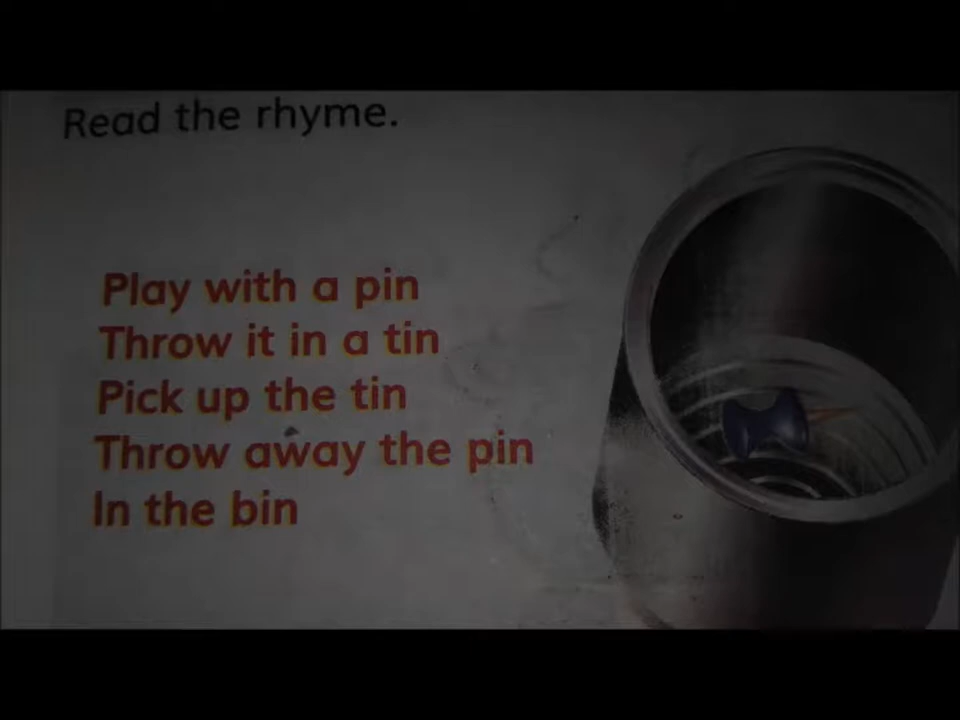 Read the rhyme.
Play with a pin
Throw it in a tin
Pick up the tin
Throw away the pin
In the bin